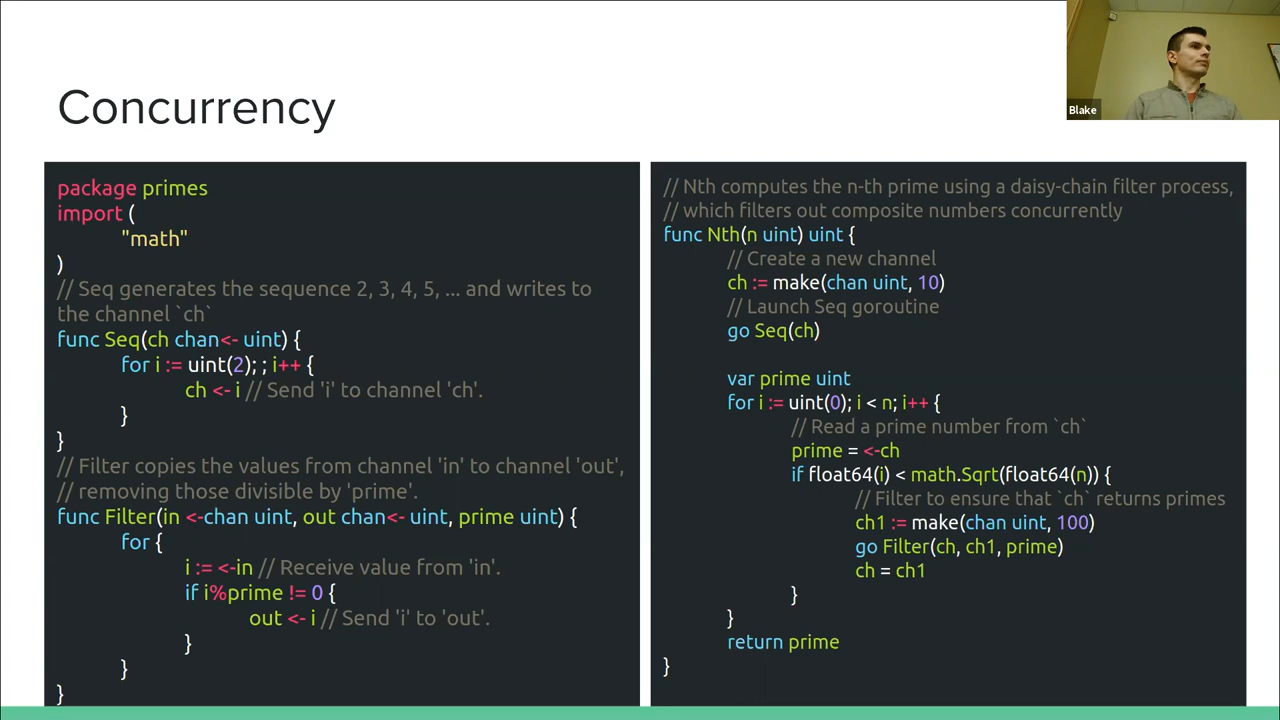 Concurrency
Blake
package primes
import (
"math"
)
// Seq generates the sequence 2, 3, 4, 5, ... and writes to
the channel `ch`
func Seq(ch chan<- uint) {
for i := uint(2); ; i++ {
ch <- i // Send 'i' to channel 'ch'.
}
}
// Filter copies the values from channel 'in' to channel 'out',
// removing those divisible by 'prime'.
func Filter(in <-chan uint, out chan<- uint, prime uint) {
for {
i := <-in // Receive value from 'in'.
if i%prime != 0 {
out <- i // Send 'i' to 'out'.
}
}
}
// Nth computes the n-th prime using a daisy-chain filter process,
// which filters out composite numbers concurrently
func Nth(n uint) uint {
// Create a new channel
ch := make(chan uint, 10)
// Launch Seq goroutine
go Seq(ch)
var prime uint
for i := uint(0); i < n; i++ {
// Read a prime number from `ch`
prime = <-ch
if float64(i) < math.Sqrt(float64(n)) {
// Filter to ensure that `ch` returns primes
ch1 := make(chan uint, 100)
go Filter(ch, ch1, prime)
ch = ch1
}
}
return prime
}